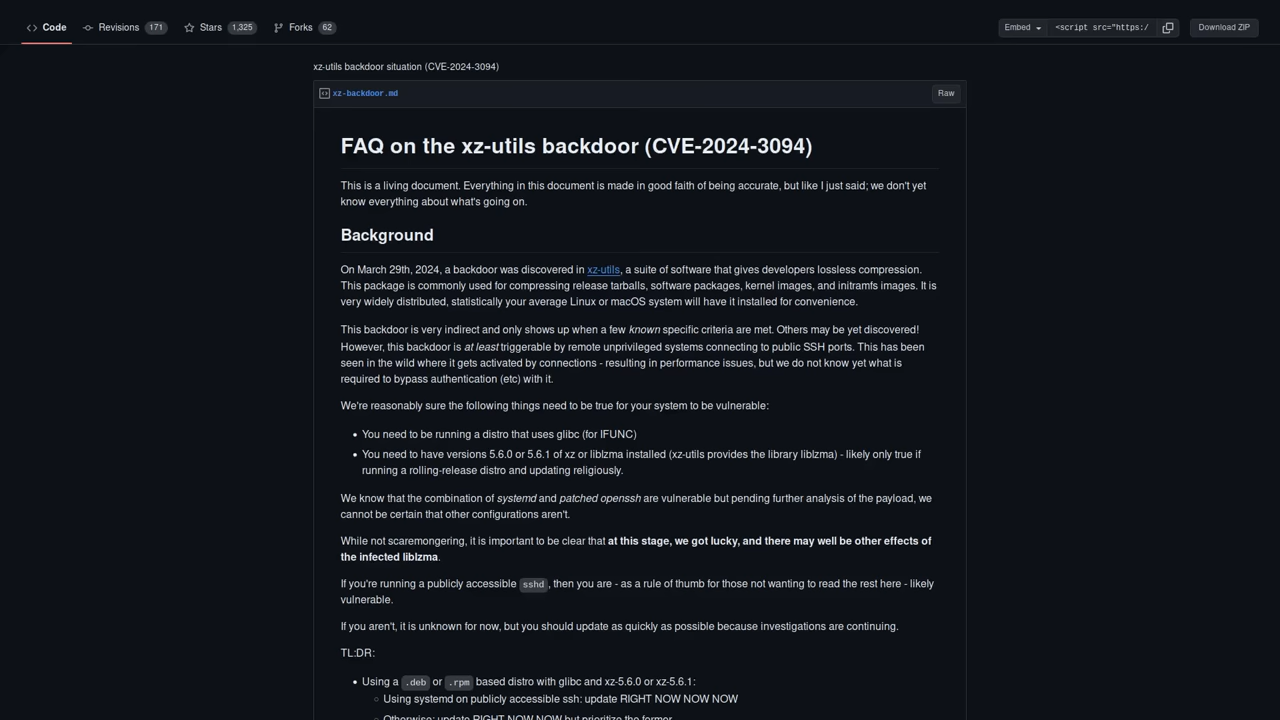 Code Revisions 171 Stars 1,325 Forks 62 Embed <script src="https:/ Download ZIP
xz-utils backdoor situation (CVE-2024-3094)
xz-backdoor.md Raw
FAQ on the xz-utils backdoor (CVE-2024-3094)
This is a living document. Everything in this document is made in good faith of being accurate, but like I just said; we don't yet
know everything about what's going on.
Background
On March 29th, 2024, a backdoor was discovered in xz-utils, a suite of software that gives developers lossless compression.
This package is commonly used for compressing release tarballs, software packages, kernel images, and initramfs images. It is
very widely distributed, statistically your average Linux or macOS system will have it installed for convenience.
This backdoor is very indirect and only shows up when a few known specific criteria are met. Others may be yet discovered!
However, this backdoor is at least triggerable by remote unprivileged systems connecting to public SSH ports. This has been
seen in the wild where it gets activated by connections - resulting in performance issues, but we do not know yet what is
required to bypass authentication (etc) with it.
We're reasonably sure the following things need to be true for your system to be vulnerable:
• You need to be running a distro that uses glibc (for IFUNC)
• You need to have versions 5.6.0 or 5.6.1 of xz or liblzma installed (xz-utils provides the library liblzma) - likely only true if
running a rolling-release distro and updating religiously.
We know that the combination of systemd and patched openssh are vulnerable but pending further analysis of the payload, we
cannot be certain that other configurations aren't.
While not scaremongering, it is important to be clear that at this stage, we got lucky, and there may well be other effects of
the infected liblzma.
If you're running a publicly accessible sshd, then you are - as a rule of thumb for those not wanting to read the rest here - likely
vulnerable.
If you aren't, it is unknown for now, but you should update as quickly as possible because investigations are continuing.
TL:DR:
• Using a .deb or .rpm based distro with glibc and xz-5.6.0 or xz-5.6.1:
◦ Using systemd on publicly accessible ssh: update RIGHT NOW NOW NOW
◦ Otherwise: update RIGHT NOW NOW but prioritize the former